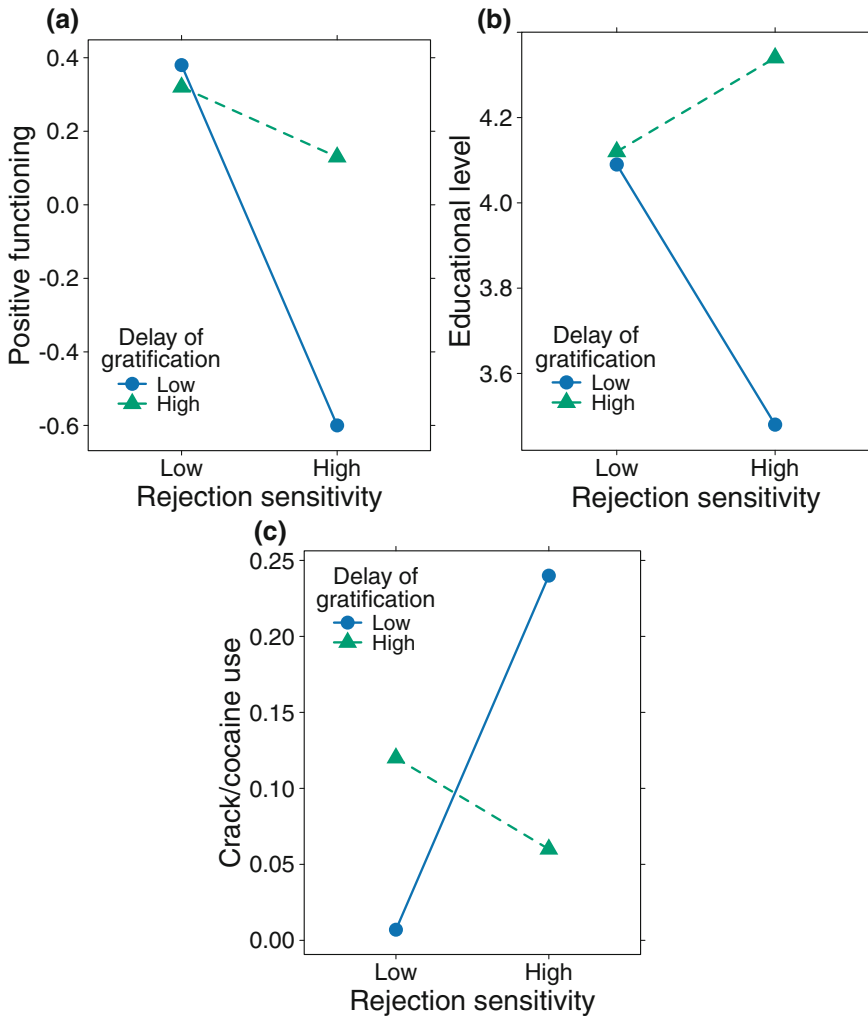 (a)
Positive functioning
0.4
0.2
0.0
-0.2
-0.4
-0.6
Delay of
gratification
Low
High
Low High
Rejection sensitivity
(b)
Educational level
4.2
4.0
3.8
3.6
Delay of
gratification
Low
High
Low High
Rejection sensitivity
(c)
Crack/cocaine use
0.25
0.20
0.15
0.10
0.05
0.00
Delay of
gratification
Low
High
Low High
Rejection sensitivity